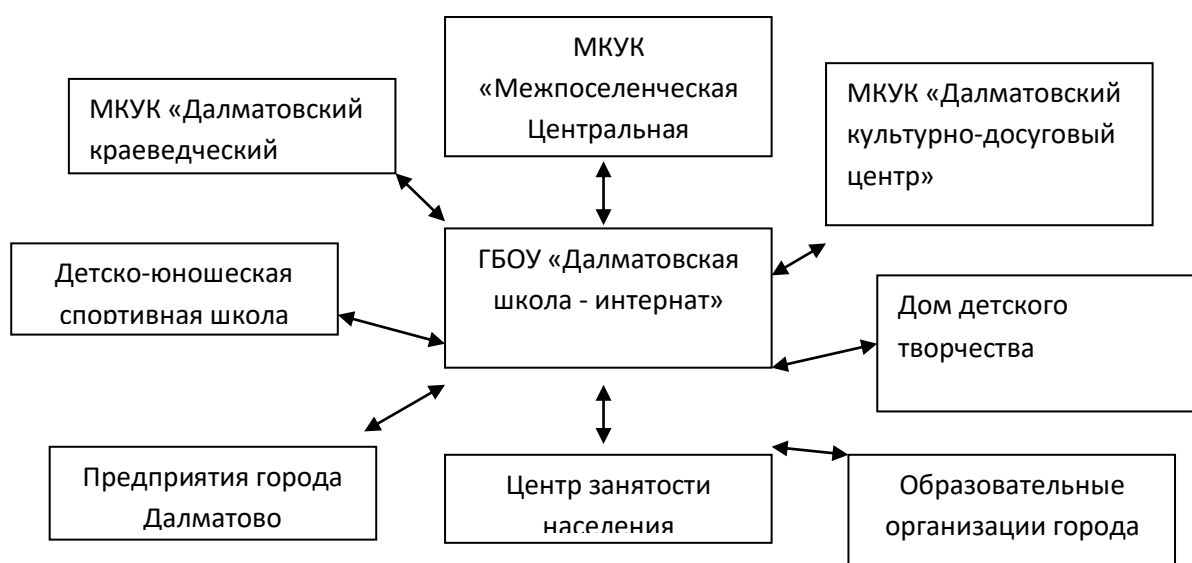 МКУК
«Межпоселенческая
Центральная
МКУК «Далматовский
краеведческий
МКУК «Далматовский
культурно-досуговый
центр»
Детско-юношеская
спортивная школа
ГБОУ «Далматовская
школа - интернат»
Дом детского
творчества
Предприятия города
Далматово
Центр занятости
населения
Образовательные
организации города